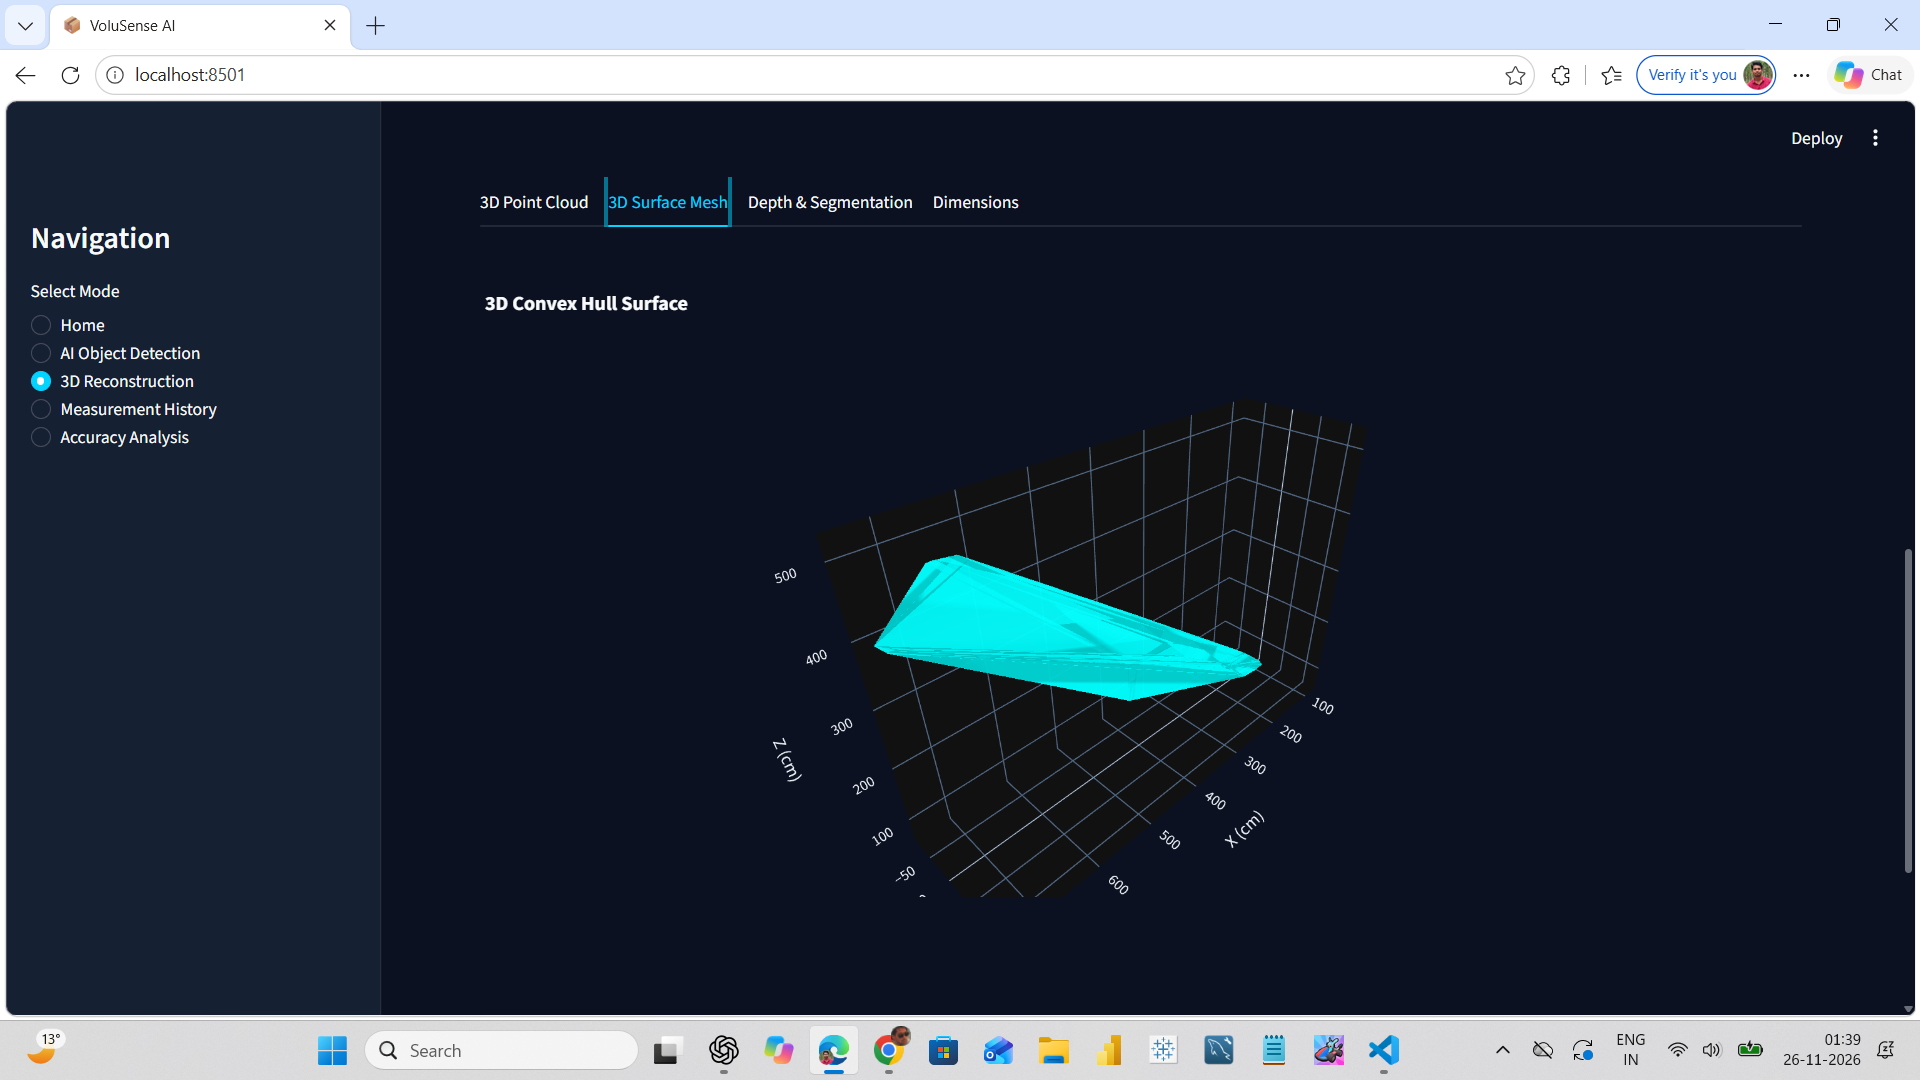 VoluSense AI
localhost:8501
Verify it's you
Chat
Deploy
3D Point Cloud
3D Surface Mesh
Depth & Segmentation
Dimensions
Navigation
Select Mode
Home
AI Object Detection
3D Reconstruction
Measurement History
Accuracy Analysis
3D Convex Hull Surface
500
400
300
200
100
−50
Z (cm)
100
200
300
400
500
600
X (cm)
13°
Search
ENG
IN
01:39
26-11-2026